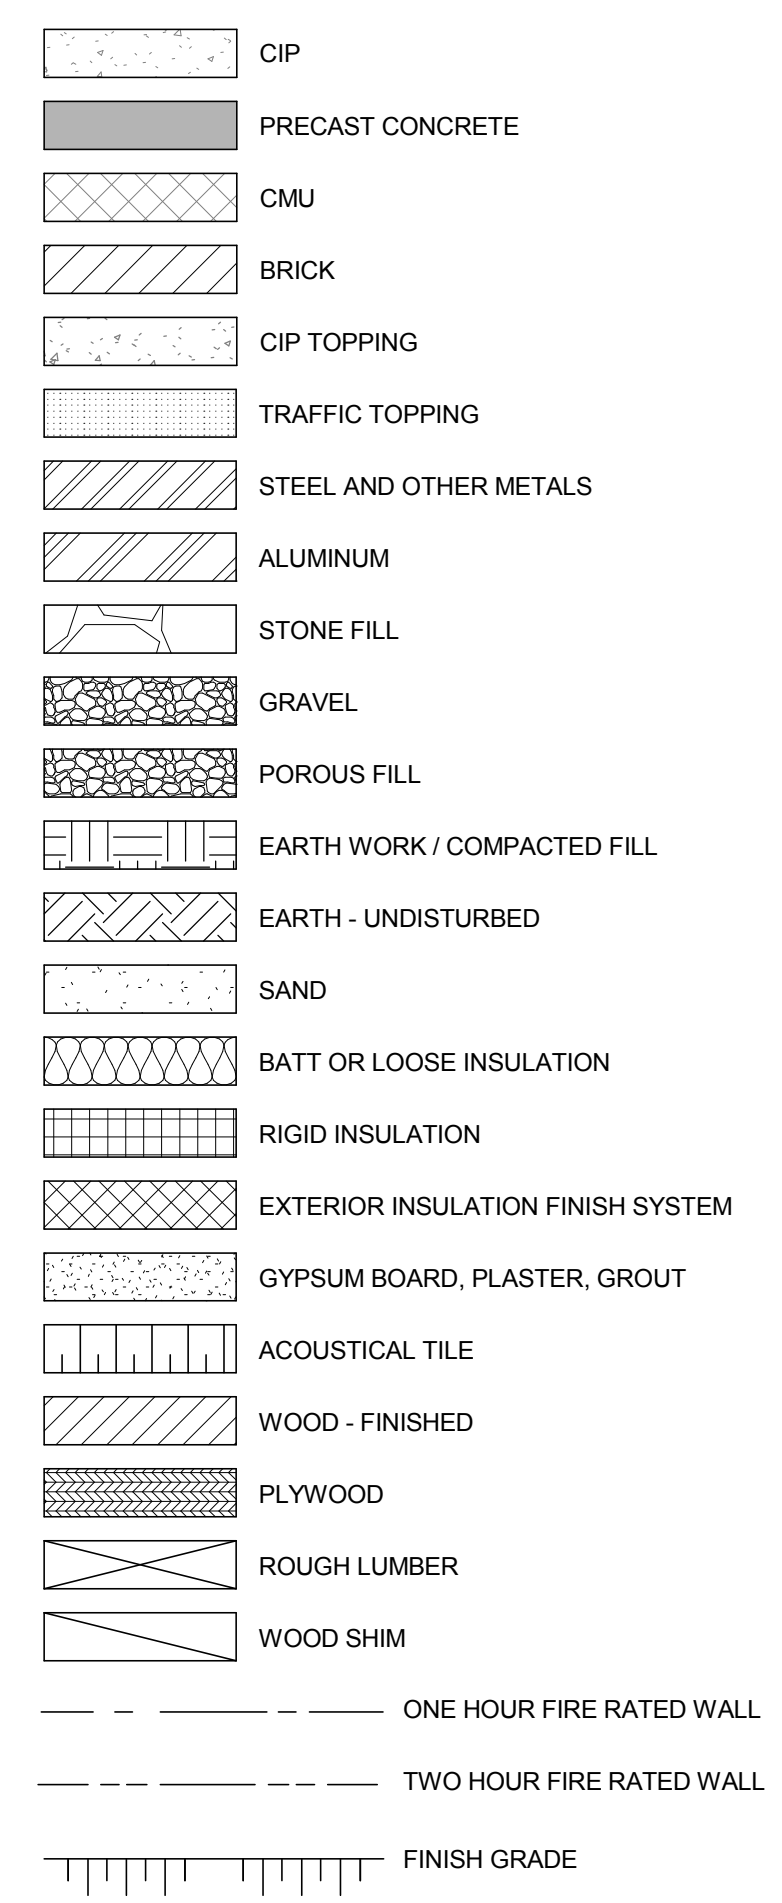 CIP
PRECAST CONCRETE
CMU
BRICK
CIP TOPPING
TRAFFIC TOPPING
STEEL AND OTHER METALS
ALUMINUM
STONE FILL
GRAVEL
POROUS FILL
EARTH WORK / COMPACTED FILL
EARTH - UNDISTURBED
SAND
BATT OR LOOSE INSULATION
RIGID INSULATION
EXTERIOR INSULATION FINISH SYSTEM
GYPSUM BOARD, PLASTER, GROUT
ACOUSTICAL TILE
WOOD - FINISHED
PLYWOOD
ROUGH LUMBER
WOOD SHIM
ONE HOUR FIRE RATED WALL
TWO HOUR FIRE RATED WALL
FINISH GRADE